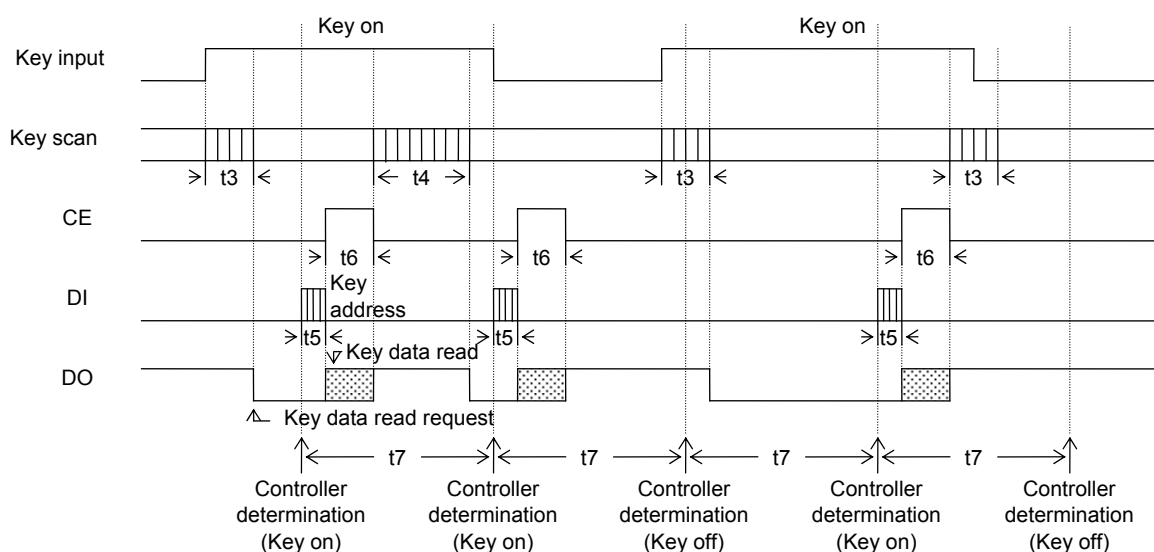 Key on
Key on
Key input
Key scan
t3
t4
t3
t3
CE
t6
t6
t6
DI
Key
address
t5
t5
t5
Key data read
DO
Key data read request
t7
t7
t7
t7
Controller
determination
(Key on)
Controller
determination
(Key on)
Controller
determination
(Key off)
Controller
determination
(Key on)
Controller
determination
(Key off)